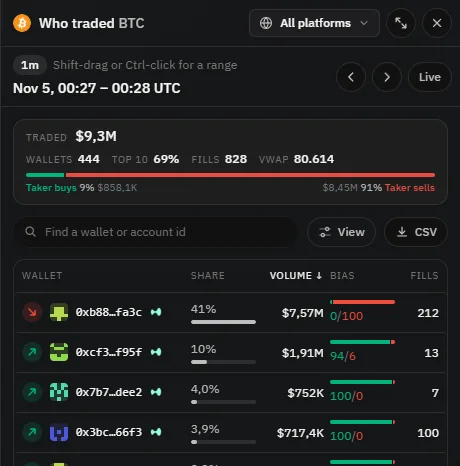 Who traded BTC
All platforms
1m Shift-drag or Ctrl-click for a range
Nov 5, 00:27 – 00:28 UTC
Live
TRADED $9,3M
WALLETS 444 TOP 10 69% FILLS 828 VWAP 80.614
Taker buys 9% $858,1K $8,45M 91% Taker sells
Find a wallet or account id
View
CSV
WALLET SHARE VOLUME ↓ BIAS FILLS
0xb88…fa3c 41% $7,57M 0/100 212
0xcf3…f95f 10% $1,91M 94/6 13
0x7b7…dee2 4,0% $752K 100/0 7
0x3bc…66f3 3,9% $717,4K 100/0 100